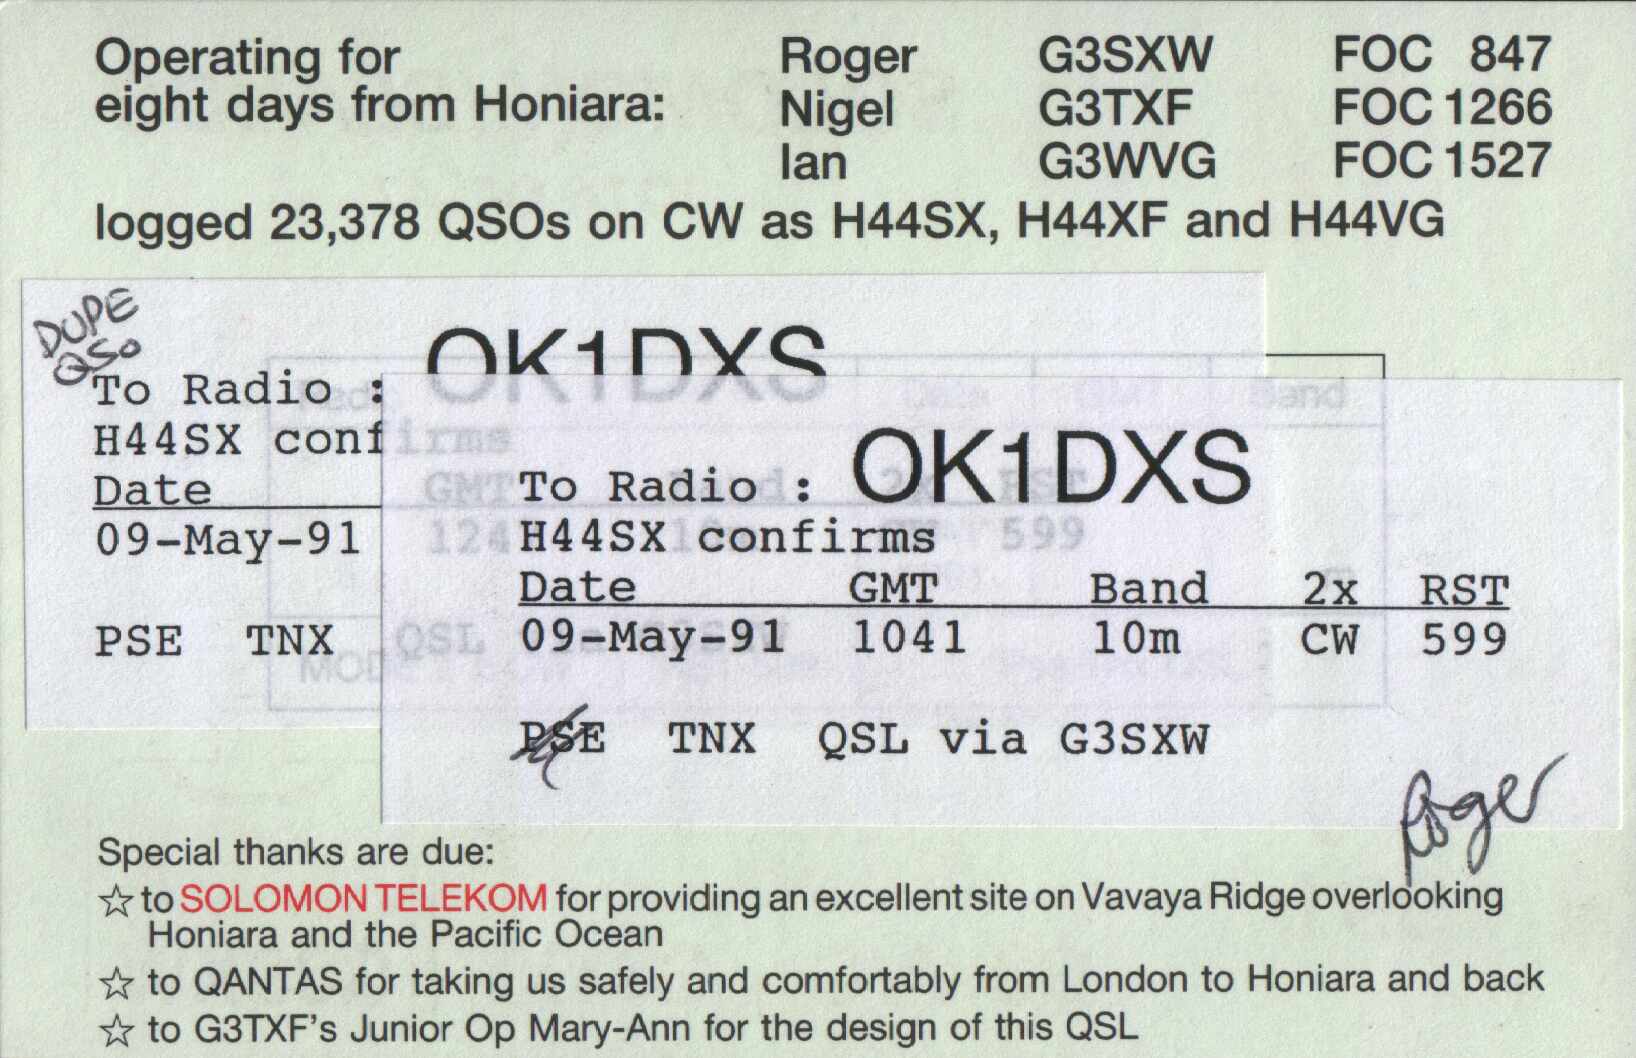 Operating for
eight days from Honiara:
Roger G3SXW FOC 847
Nigel G3TXF FOC 1266
Ian G3WVG FOC 1527
logged 23,378 QSOs on CW as H44SX, H44XF and H44VG
DUPE
QSO
To Radio : OK1DXS
H44SX confirms
Date GMT
09-May-91 124
PSE TNX QSL
To Radio : OK1DXS
H44SX confirms
Date GMT Band 2x RST
09-May-91 1041 10m CW 599
PSE TNX QSL via G3SXW
Roger
Special thanks are due:
☆ to SOLOMON TELEKOM for providing an excellent site on Vavaya Ridge overlooking
Honiara and the Pacific Ocean
☆ to QANTAS for taking us safely and comfortably from London to Honiara and back
☆ to G3TXF's Junior Op Mary-Ann for the design of this QSL